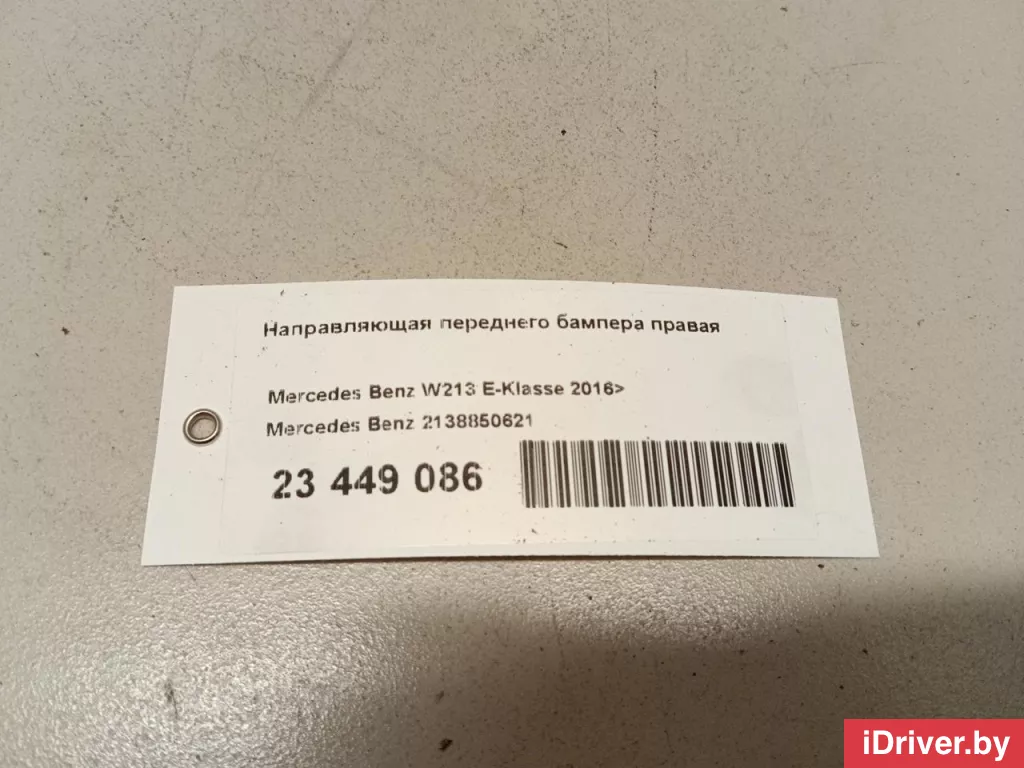 Направляющая переднего бампера правая
Mercedes Benz W213 E-Klasse 2016>
Mercedes Benz 2138850621
23 449 086
iDriver.by